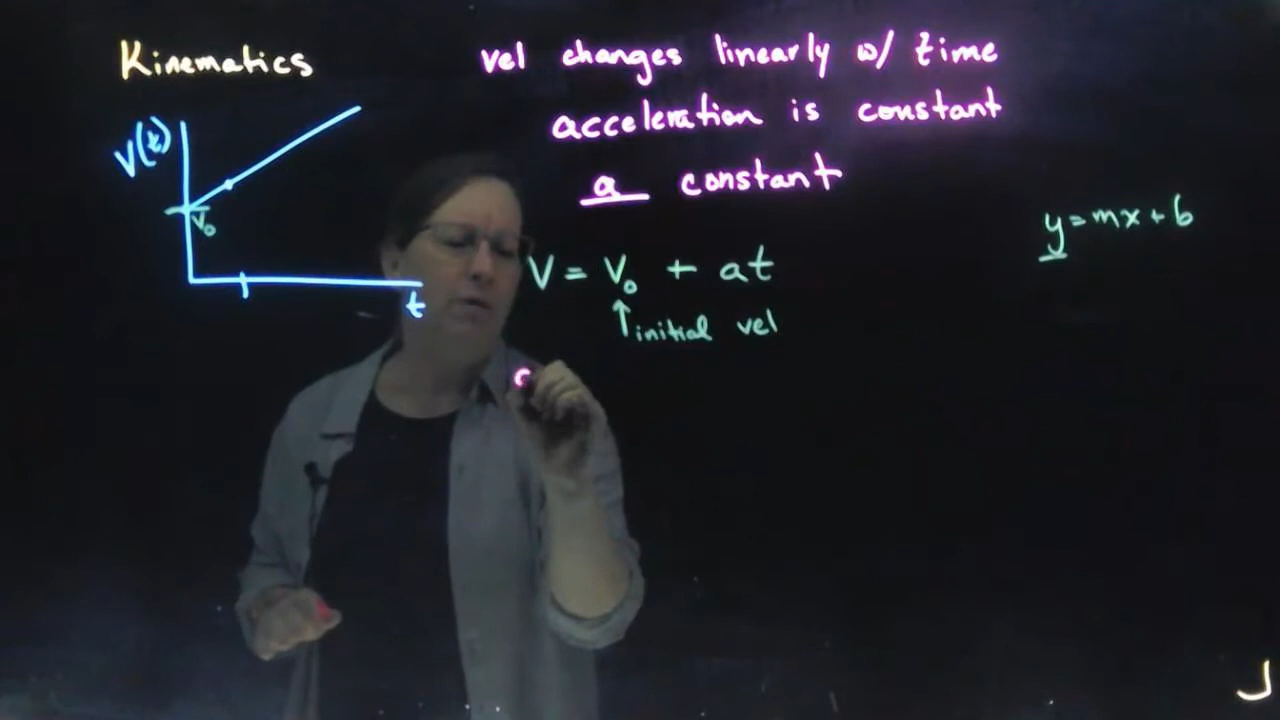 Kinematics
vel changes linearly w/ time
acceleration is constant
a constant
V(t)
V₀
t
y = mx + b
V = V₀ + at
↑ initial vel